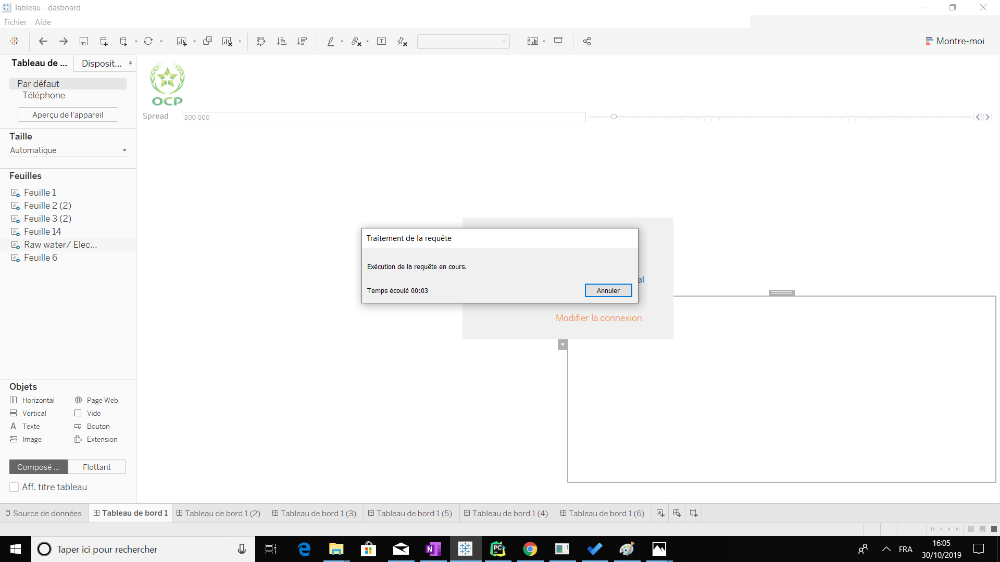 Tableau - dasboard
Fichier Aide
Montre-moi
Tableau de ... Disposit...
Par défaut
Téléphone
Aperçu de l'appareil
Taille
Automatique
Feuilles
Feuille 1
Feuille 2 (2)
Feuille 3 (2)
Feuille 14
Raw water/ Elec...
Feuille 6
Objets
Horizontal Page Web
Vertical Vide
Texte Bouton
Image Extension
Composé ... Flottant
Aff. titre tableau
OCP
Spread 300 000
Traitement de la requête
Exécution de la requête en cours.
Temps écoulé 00:03 Annuler
al
Modifier la connexion
Source de données Tableau de bord 1 Tableau de bord 1 (2) Tableau de bord 1 (3) Tableau de bord 1 (5) Tableau de bord 1 (4) Tableau de bord 1 (6)
Taper ici pour rechercher
FRA
16:05
30/10/2019